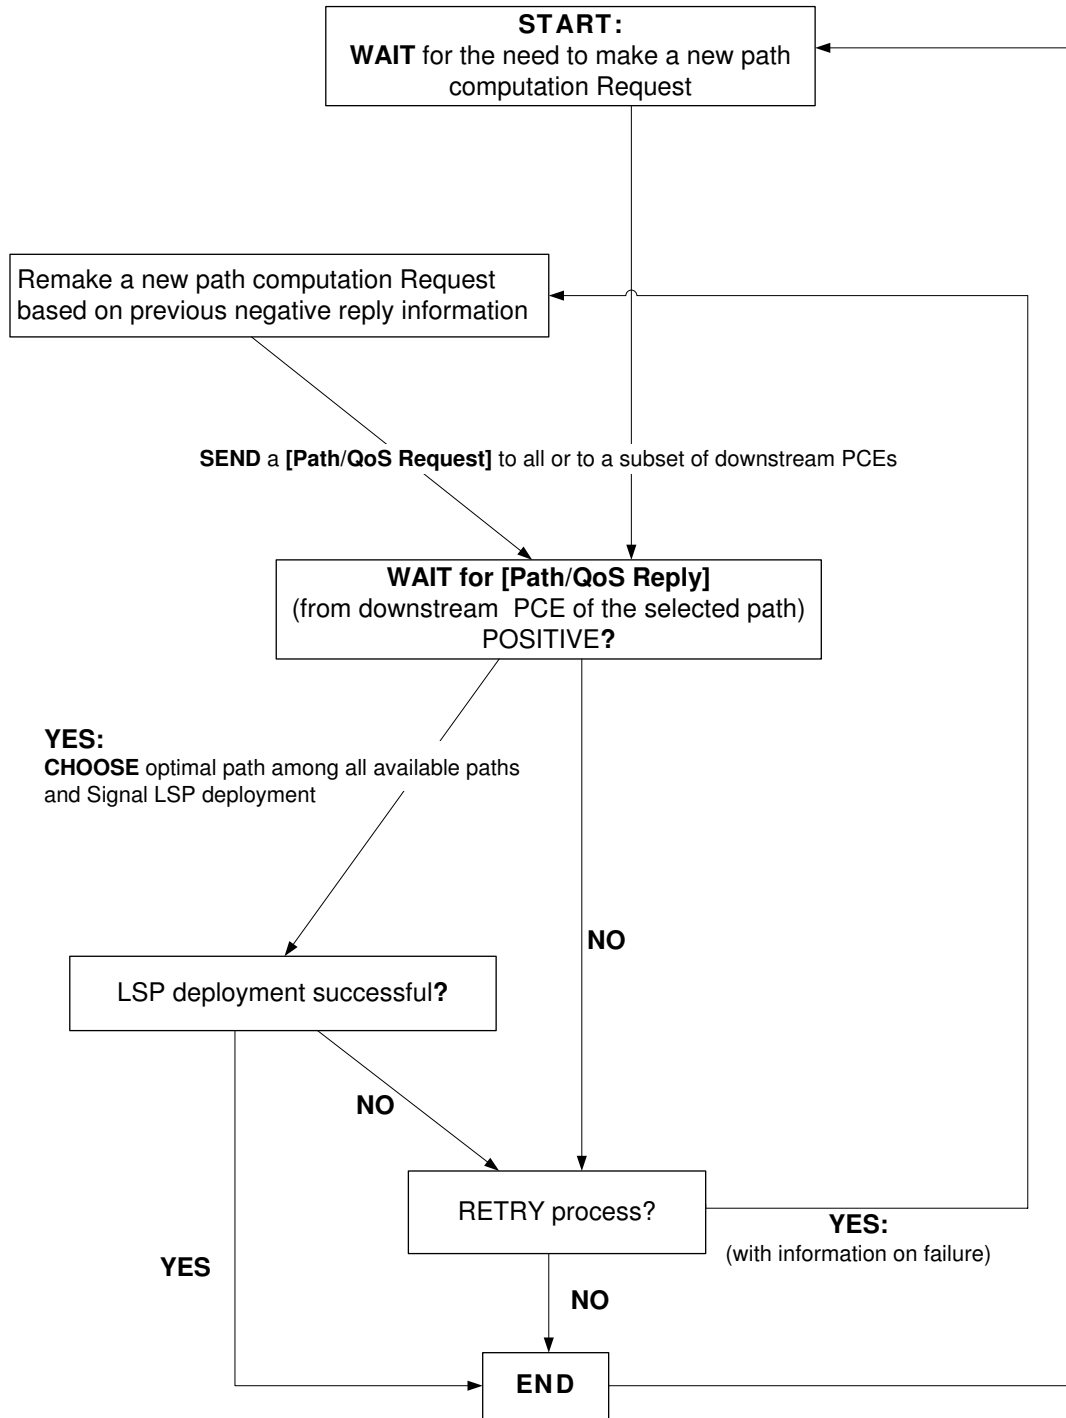 START:
WAIT for the need to make a new path
computation Request
Remake a new path computation Request
based on previous negative reply information
SEND a [Path/QoS Request] to all or to a subset of downstream PCEs
WAIT for [Path/QoS Reply]
(from downstream PCE of the selected path)
POSITIVE?
YES:
CHOOSE optimal path among all available paths
and Signal LSP deployment
NO
LSP deployment successful?
NO
RETRY process?
YES:
(with information on failure)
YES
NO
END